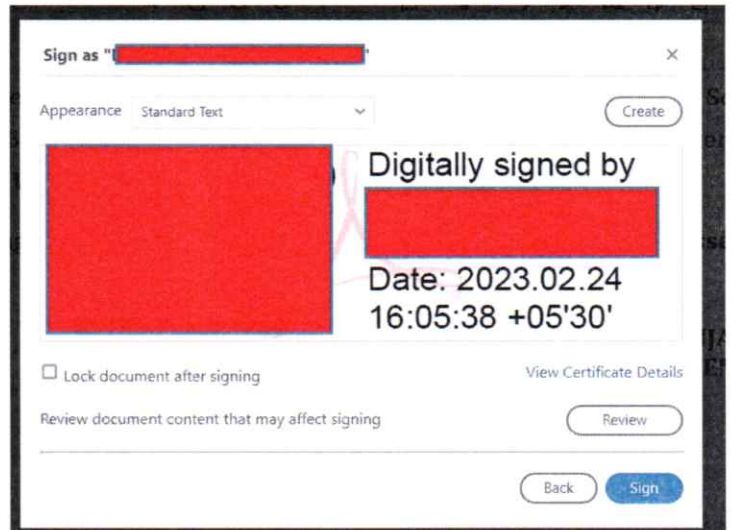 Sign as "
Appearance Standard Text Create
Digitally signed by
Date: 2023.02.24
16:05:38 +05'30'
Lock document after signing View Certificate Details
Review document content that may affect signing Review
Back Sign